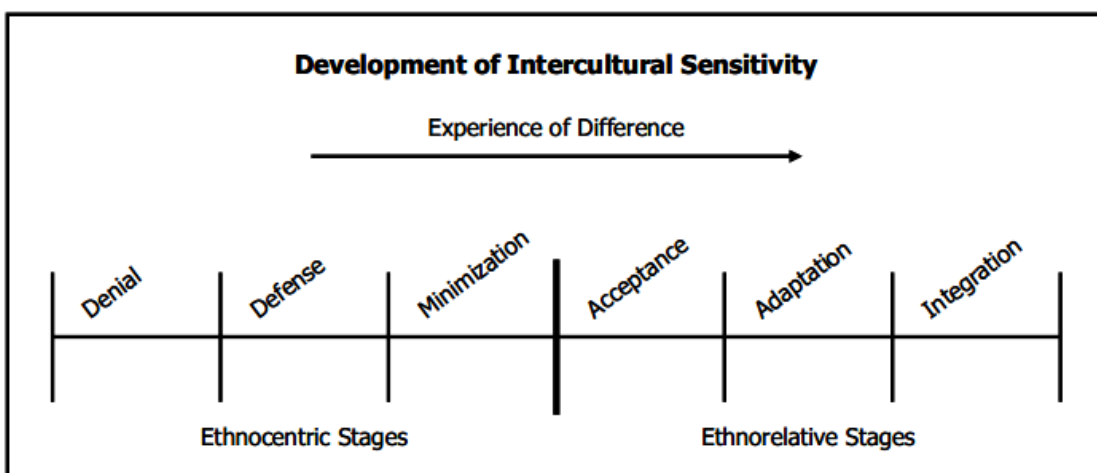 Development of Intercultural Sensitivity
Experience of Difference
Denial
Defense
Minimization
Acceptance
Adaptation
Integration
Ethnocentric Stages
Ethnorelative Stages